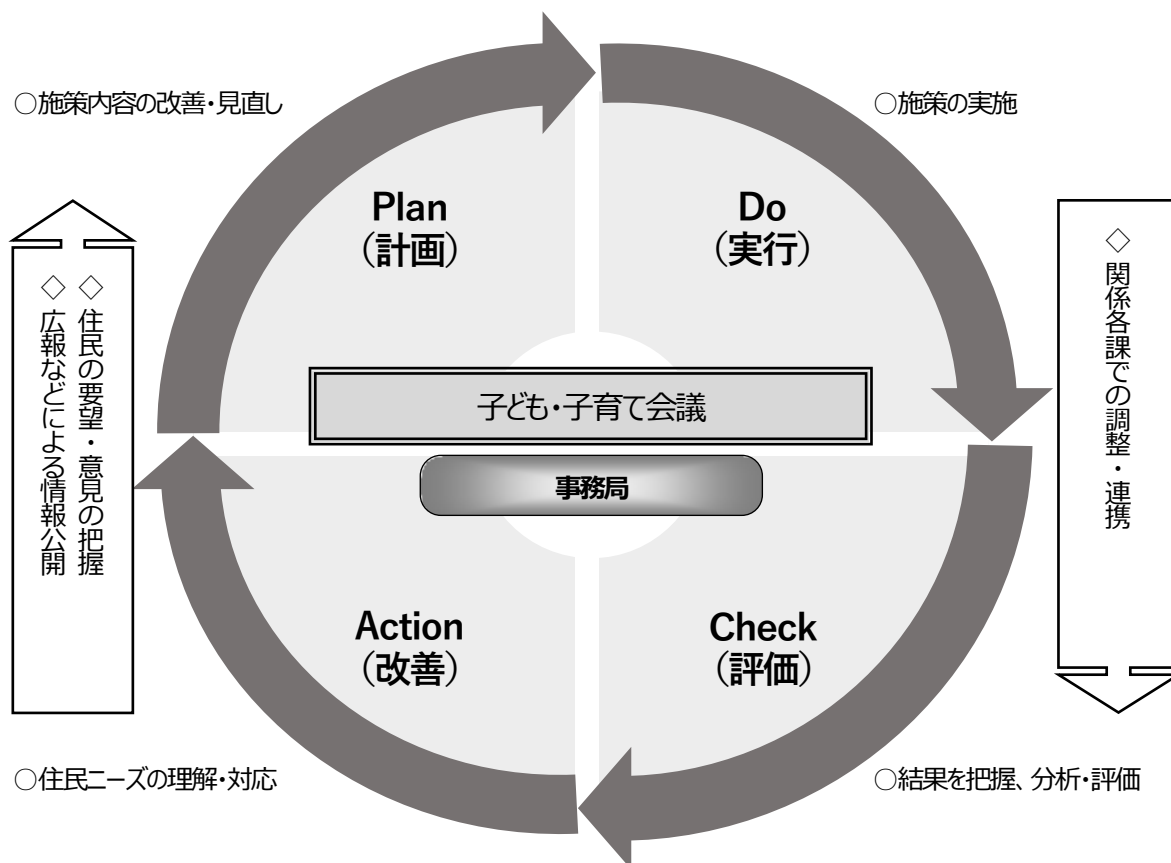 ○施策内容の改善・見直し
○施策の実施
Plan
（計画）
Do
（実行）
◇ 住民の要望・意見の把握
◇ 広報などによる情報公開
◇ 関係各課での調整・連携
子ども・子育て会議
事務局
Action
（改善）
Check
（評価）
○住民ニーズの理解・対応
○結果を把握、分析・評価